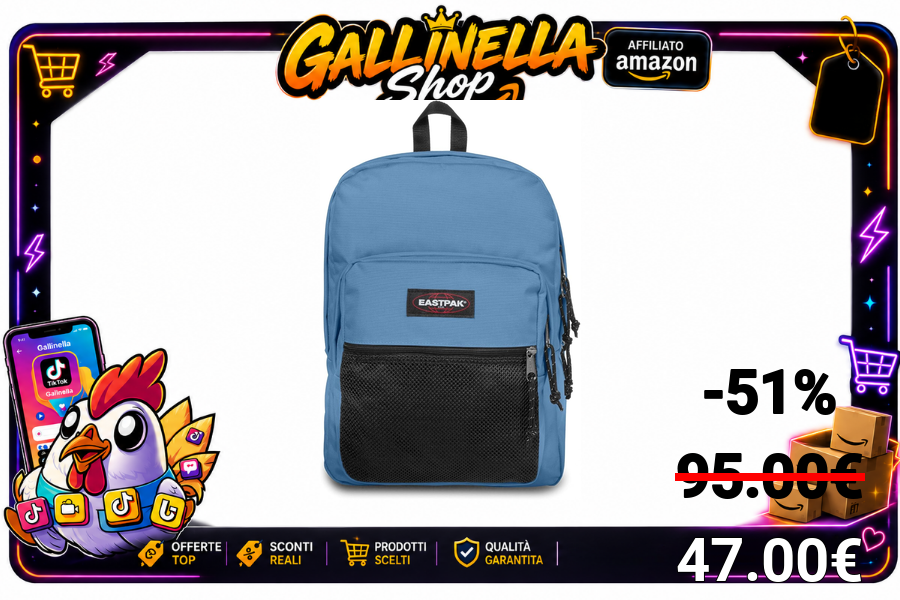 GALLINELLA
Shop
AFFILIATO
amazon
EASTPAK
Gallinella
TikTok
Gallinella
-51%
95.00€
47.00€
OFFERTE
TOP
SCONTI
REALI
PRODOTTI
SCELTI
QUALITÀ
GARANTITA